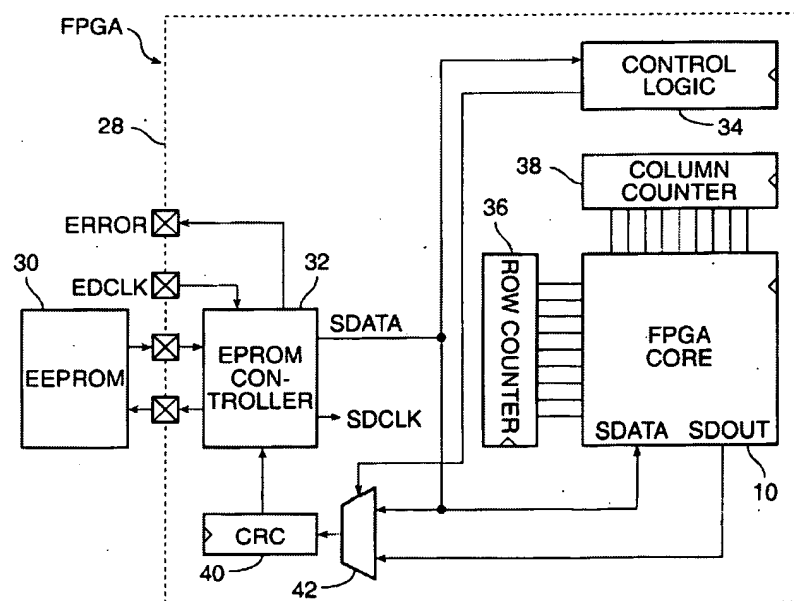 FPGA
28
CONTROL
LOGIC
34
38
COLUMN
COUNTER
36
ROW COUNTER
ERROR
30
EDCLK
32
SDATA
EEPROM
EPROM
CON-
TROLLER
SDCLK
FPGA
CORE
SDATA
SDOUT
10
CRC
40
42